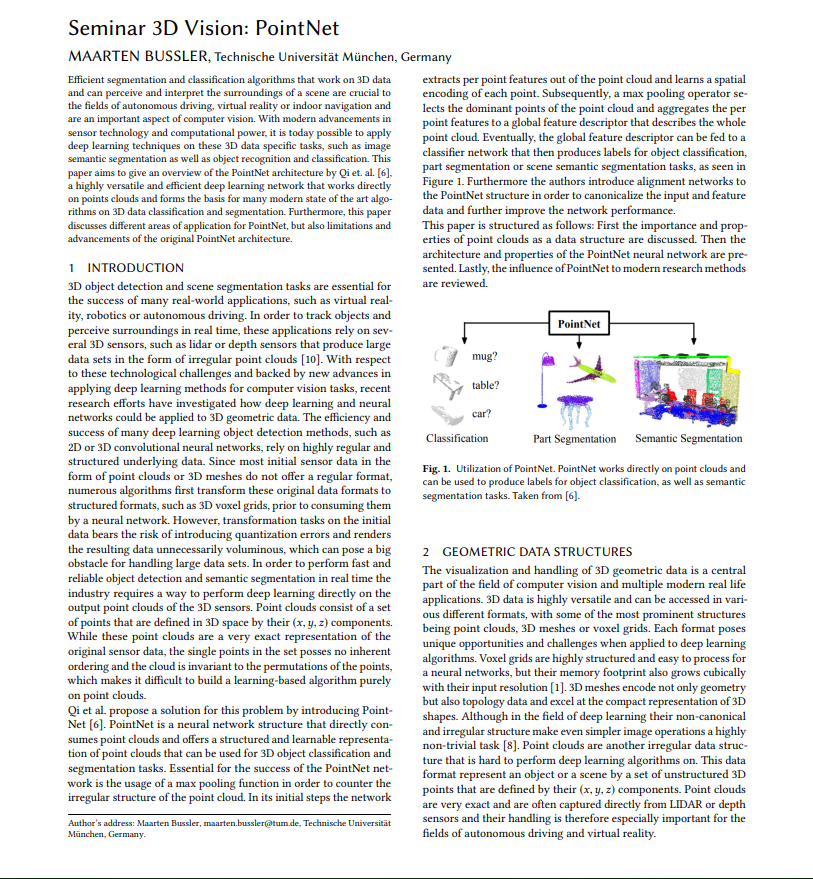 Seminar 3D Vision: PointNet
MAARTEN BUSSLER, Technische Universität München, Germany
Efficient segmentation and classification algorithms that work on 3D data
and can perceive and interpret the surroundings of a scene are crucial to
the fields of autonomous driving, virtual reality or indoor navigation and
are an important aspect of computer vision. With modern advancements in
sensor technology and computational power, it is today possible to apply
deep learning techniques on these 3D data specific tasks, such as image
semantic segmentation as well as object recognition and classification. This
paper aims to give an overview of the PointNet architecture by Qi et. al. [6],
a highly versatile and efficient deep learning network that works directly
on points clouds and forms the basis for many modern state of the art algo-
rithms on 3D data classification and segmentation. Furthermore, this paper
discusses different areas of application for PointNet, but also limitations and
advancements of the original PointNet architecture.
1 INTRODUCTION
3D object detection and scene segmentation tasks are essential for
the success of many real-world applications, such as virtual real-
ity, robotics or autonomous driving. In order to track objects and
perceive surroundings in real time, these applications rely on sev-
eral 3D sensors, such as lidar or depth sensors that produce large
data sets in the form of irregular point clouds [10]. With respect
to these technological challenges and backed by new advances in
applying deep learning methods for computer vision tasks, recent
research efforts have investigated how deep learning and neural
networks could be applied to 3D geometric data. The efficiency and
success of many deep learning object detection methods, such as
2D or 3D convolutional neural networks, rely on highly regular and
structured underlying data. Since most initial sensor data in the
form of point clouds or 3D meshes do not offer a regular format,
numerous algorithms first transform these original data formats to
structured formats, such as 3D voxel grids, prior to consuming them
by a neural network. However, transformation tasks on the initial
data bears the risk of introducing quantization errors and renders
the resulting data unnecessarily voluminous, which can pose a big
obstacle for handling large data sets. In order to perform fast and
reliable object detection and semantic segmentation in real time the
industry requires a way to perform deep learning directly on the
output point clouds of the 3D sensors. Point clouds consist of a set
of points that are defined in 3D space by their (x, y, z) components.
While these point clouds are a very exact representation of the
original sensor data, the single points in the set posses no inherent
ordering and the cloud is invariant to the permutations of the points,
which makes it difficult to build a learning-based algorithm purely
on point clouds.
Qi et al. propose a solution for this problem by introducing Point-
Net [6]. PointNet is a neural network structure that directly con-
sumes point clouds and offers a structured and learnable representa-
tion of point clouds that can be used for 3D object classification and
segmentation tasks. Essential for the success of the PointNet net-
work is the usage of a max pooling function in order to counter the
irregular structure of the point cloud. In its initial steps the network
Author's address: Maarten Bussler, maarten.bussler@tum.de, Technische Universität
München, Germany.
extracts per point features out of the point cloud and learns a spatial
encoding of each point. Subsequently, a max pooling operator se-
lects the dominant points of the point cloud and aggregates the per
point features to a global feature descriptor that describes the whole
point cloud. Eventually, the global feature descriptor can be fed to a
classifier network that then produces labels for object classification,
part segmentation or scene semantic segmentation tasks, as seen in
Figure 1. Furthermore the authors introduce alignment networks to
the PointNet structure in order to canonicalize the input and feature
data and further improve the network performance.
This paper is structured as follows: First the importance and prop-
erties of point clouds as a data structure are discussed. Then the
architecture and properties of the PointNet neural network are pre-
sented. Lastly, the influence of PointNet to modern research methods
are reviewed.
PointNet
mug?
table?
car?
Classification Part Segmentation Semantic Segmentation
Fig. 1. Utilization of PointNet. PointNet works directly on point clouds and
can be used to produce labels for object classification, as well as semantic
segmentation tasks. Taken from [6].
2 GEOMETRIC DATA STRUCTURES
The visualization and handling of 3D geometric data is a central
part of the field of computer vision and multiple modern real life
applications. 3D data is highly versatile and can be accessed in vari-
ous different formats, with some of the most prominent structures
being point clouds, 3D meshes or voxel grids. Each format poses
unique opportunities and challenges when applied to deep learning
algorithms. Voxel grids are highly structured and easy to process for
a neural networks, but their memory footprint also grows cubically
with their input resolution [1]. 3D meshes encode not only geometry
but also topology data and excel at the compact representation of 3D
shapes. Although in the field of deep learning their non-canonical
and irregular structure make even simpler image operations a highly
non-trivial task [8]. Point clouds are another irregular data struc-
ture that is hard to perform deep learning algorithms on. This data
format represent an object or a scene by a set of unstructured 3D
points that are defined by their (x, y, z) components. Point clouds
are very exact and are often captured directly from LIDAR or depth
sensors and their handling is therefore especially important for the
fields of autonomous driving and virtual reality.